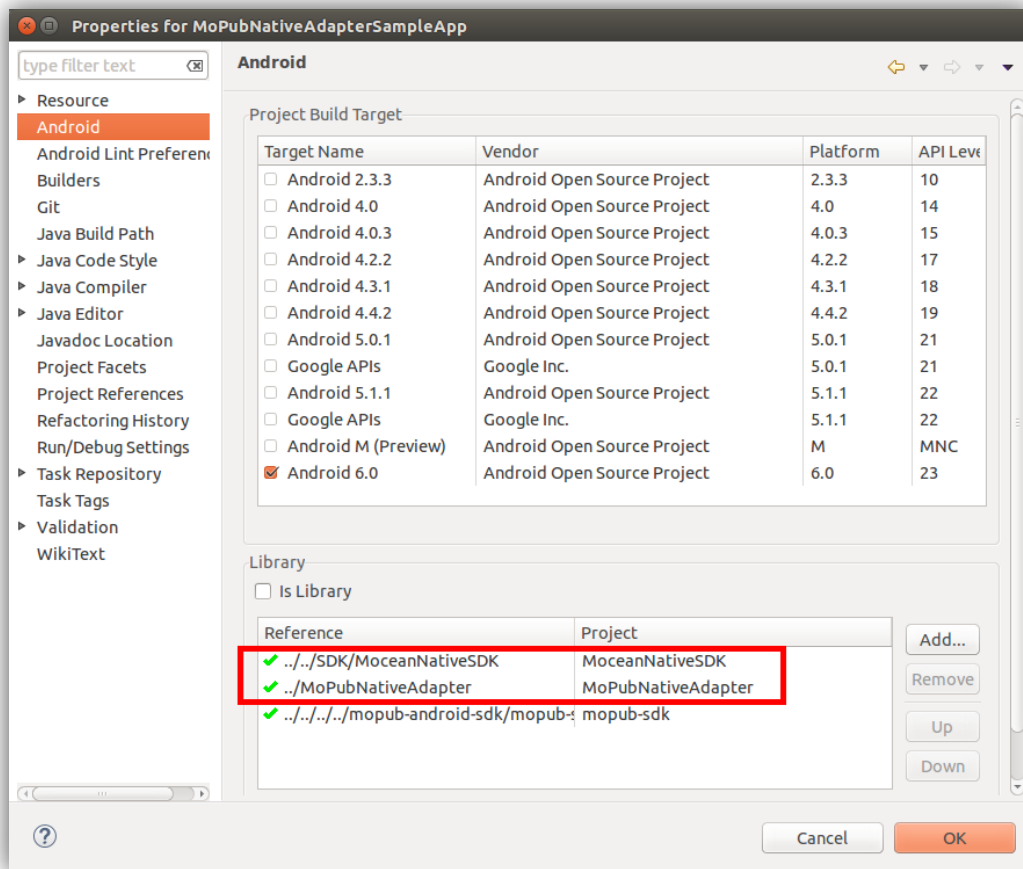 Properties for MoPubNativeAdapterSampleApp
type filter text
Android
Resource
Android
Android Lint Preferenc
Builders
Git
Java Build Path
Java Code Style
Java Compiler
Java Editor
Javadoc Location
Project Facets
Project References
Refactoring History
Run/Debug Settings
Task Repository
Task Tags
Validation
WikiText
Project Build Target
Target Name Vendor Platform API Leve
Android 2.3.3 Android Open Source Project 2.3.3 10
Android 4.0 Android Open Source Project 4.0 14
Android 4.0.3 Android Open Source Project 4.0.3 15
Android 4.2.2 Android Open Source Project 4.2.2 17
Android 4.3.1 Android Open Source Project 4.3.1 18
Android 4.4.2 Android Open Source Project 4.4.2 19
Android 5.0.1 Android Open Source Project 5.0.1 21
Google APIs Google Inc. 5.0.1 21
Android 5.1.1 Android Open Source Project 5.1.1 22
Google APIs Google Inc. 5.1.1 22
Android M (Preview) Android Open Source Project M MNC
Android 6.0 Android Open Source Project 6.0 23
Library
Is Library
Reference Project
../../SDK/MoceanNativeSDK MoceanNativeSDK
../MoPubNativeAdapter MoPubNativeAdapter
../../../../mopub-android-sdk/mopub-s mopub-sdk
Add...
Remove
Up
Down
?
Cancel
OK